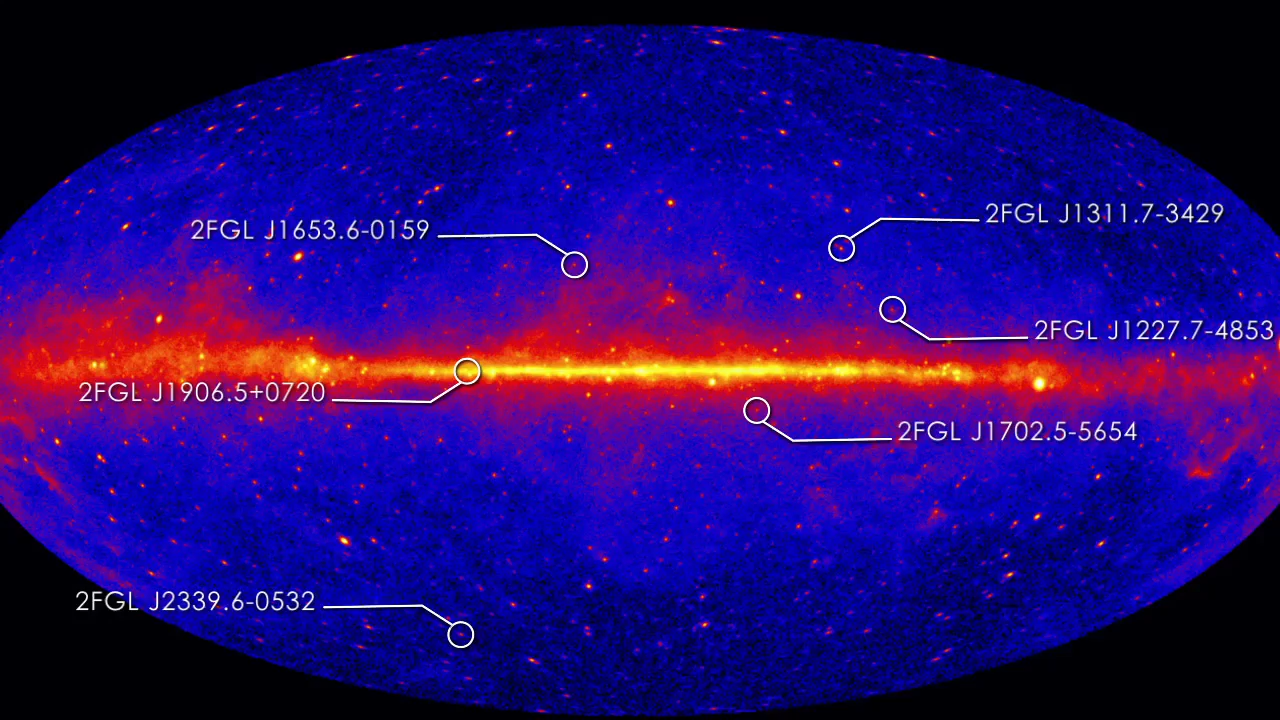 2FGL J1311.7-3429
2FGL J1653.6-0159
2FGL J1227.7-4853
2FGL J1906.5+0720
2FGL J1702.5-5654
2FGL J2339.6-0532